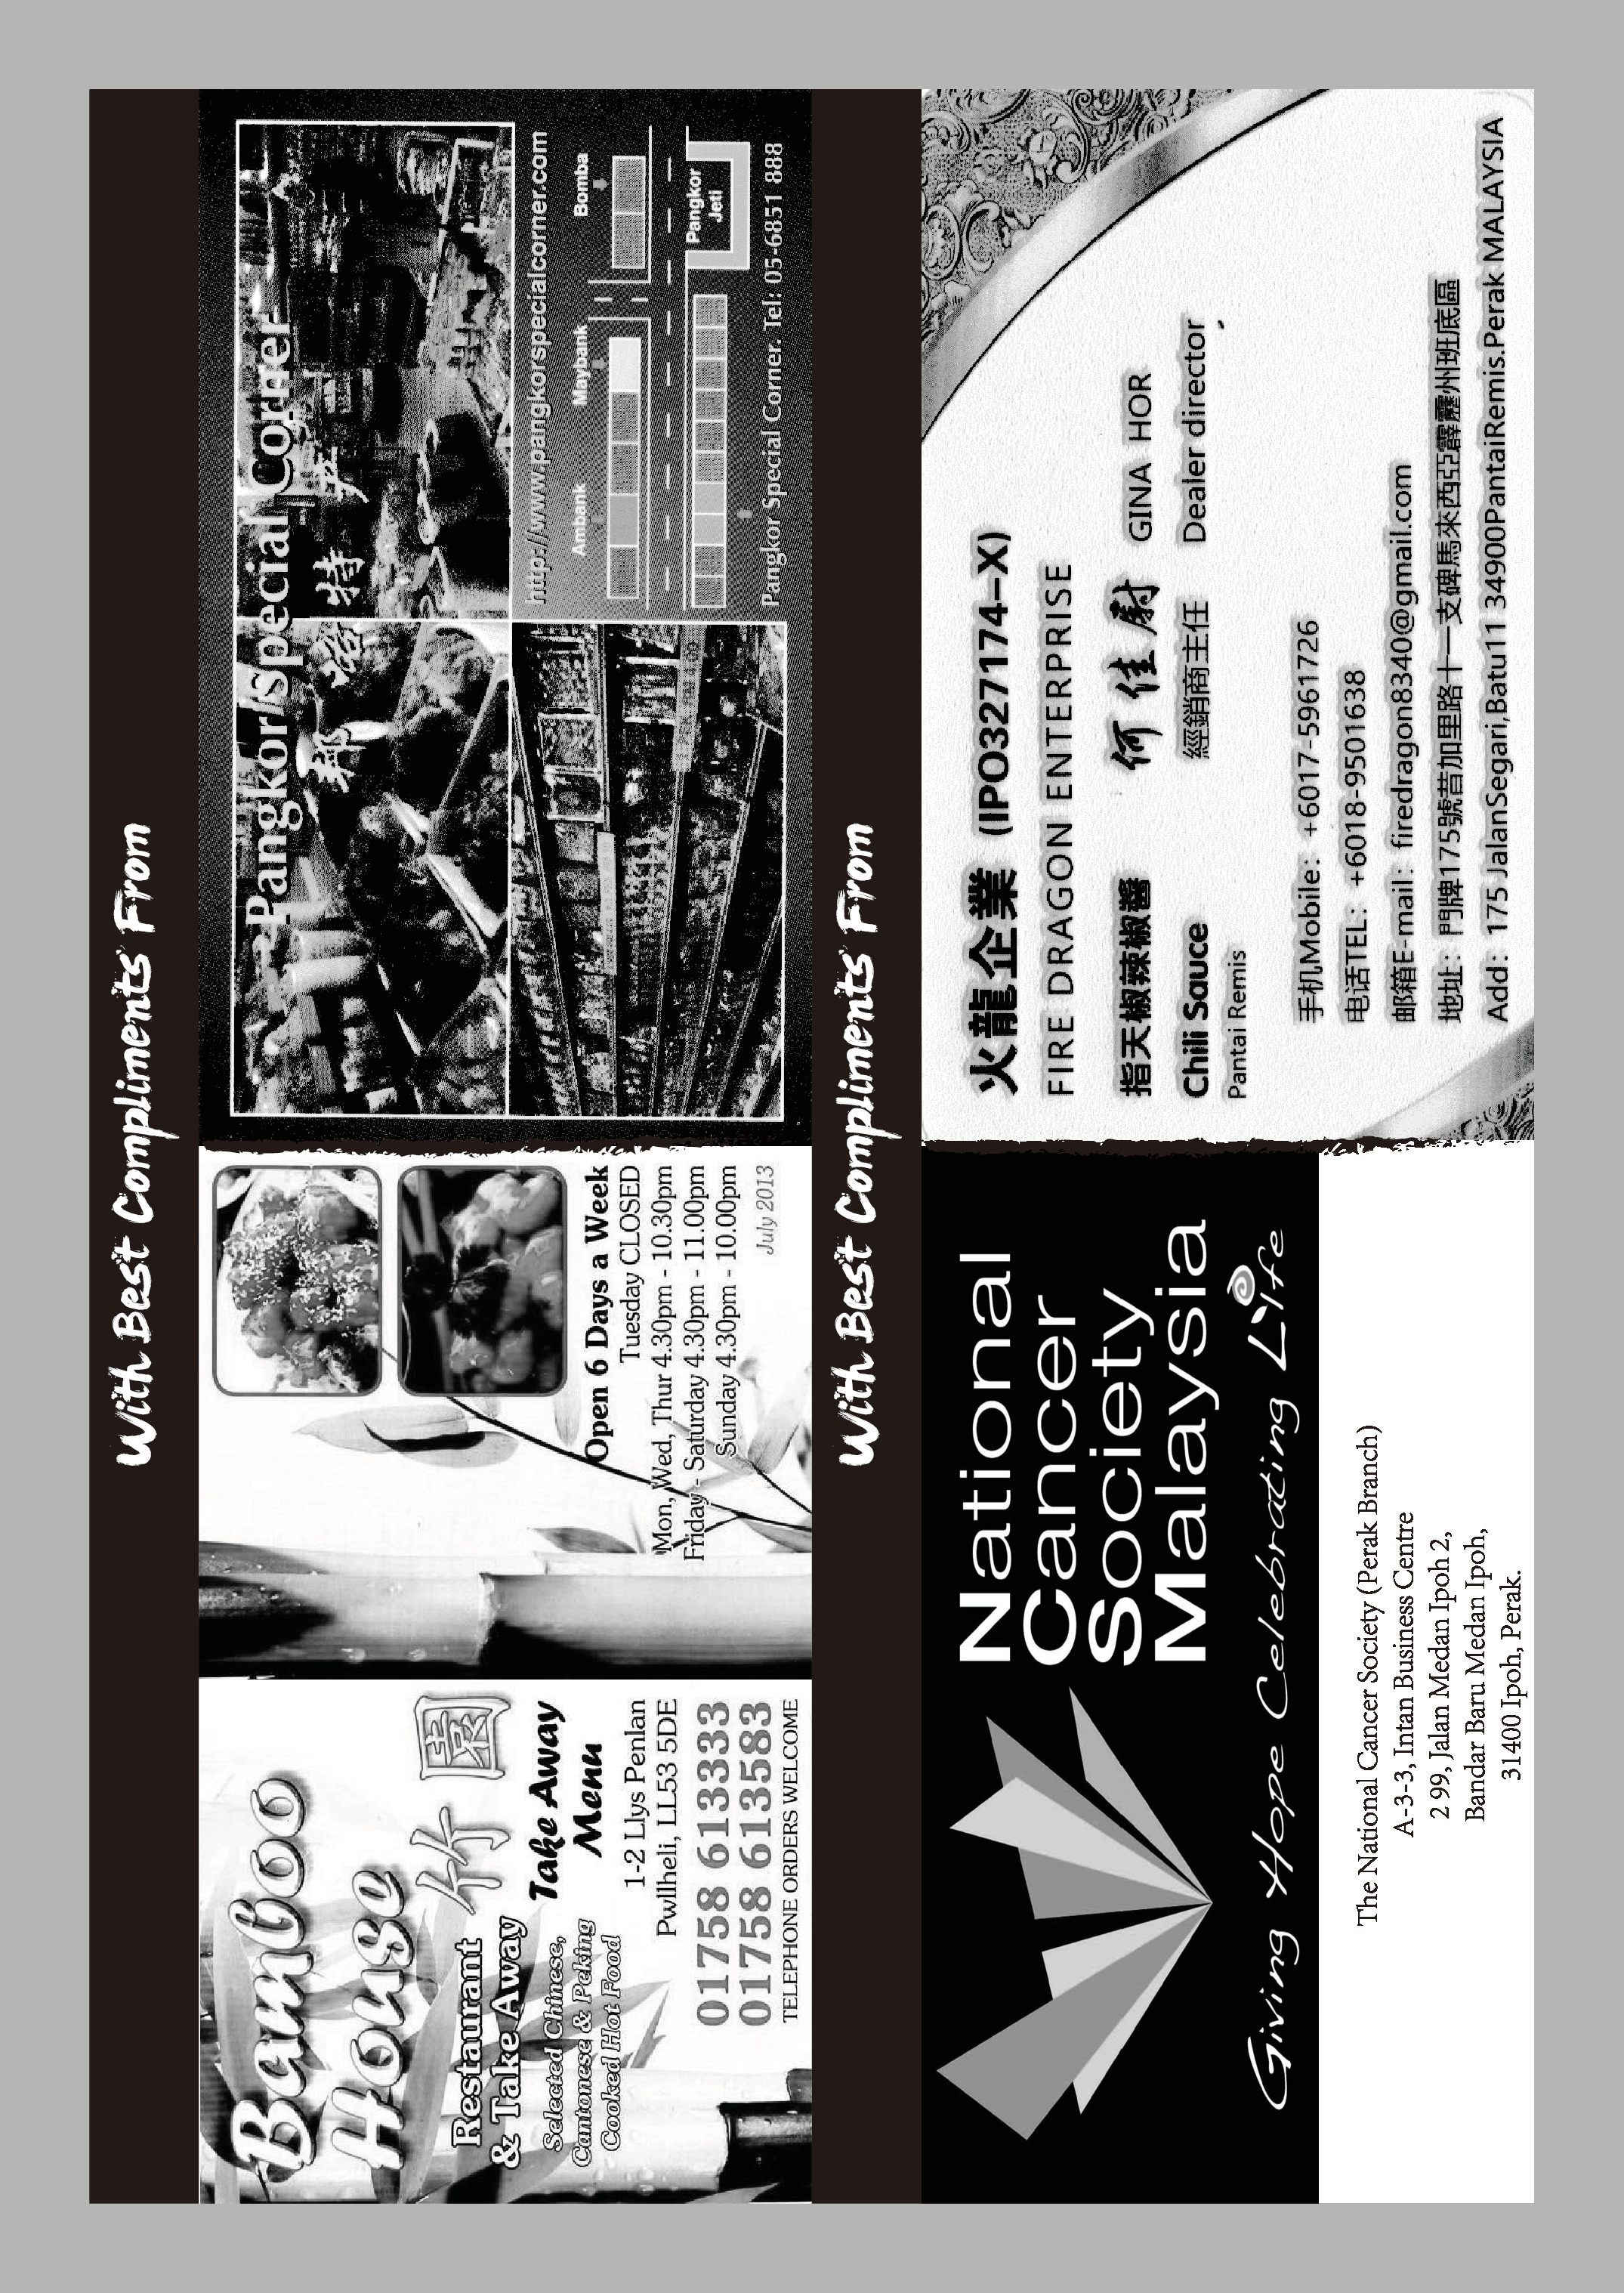 With Best Compliments From
Bamboo
House
竹園
Restaurant
& Take Away
Selected Chinese,
Cantonese & Peking
Cooked Hot Food
Take Away
Menu
1-2 Llys Penlan
Pwllheli, LL53 5DE
01758 613333
01758 613583
TELEPHONE ORDERS WELCOME
Open 6 Days a Week
Tuesday CLOSED
Mon, Wed, Thur 4.30pm - 10.30pm
Friday - Saturday 4.30pm - 11.00pm
Sunday 4.30pm - 10.00pm
July 2013
Pangkor Special Corner
特
http://www.pangkorspecialcorner.com
Ambank
Maybank
Bomba
Pangkor
Jeti
Pangkor Special Corner. Tel: 05-6851 888
With Best Compliments From
National
Cancer
Society
Malaysia
Giving Hope Celebrating Life
The National Cancer Society (Perak Branch)
A-3-3, Intan Business Centre
2 99, Jalan Medan Ipoh 2,
Bandar Baru Medan Ipoh,
31400 Ipoh, Perak.
火龍企業 (IPO327174-X)
FIRE DRAGON ENTERPRISE
指天椒辣椒醬 何佳蔚 GINA HOR
Chili Sauce 經銷商主任 Dealer director
Pantai Remis
手机Mobile: +6017-5961726
电话TEL: +6018-9501638
邮箱E-mail: firedragon8340@gmail.com
地址: 門牌175號昔加里路十一支碑馬來西亞霹靂州班底區
Add: 175 JalanSegari,Batu11 34900PantaiRemis.Perak MALAYSIA